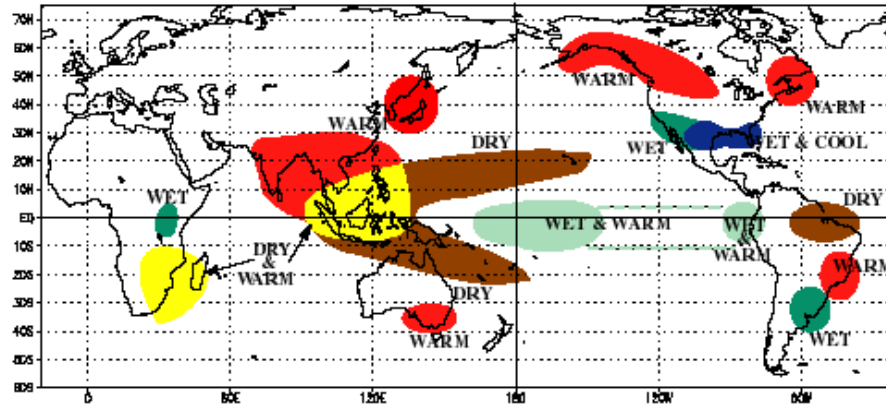 70N
60N
WARM
50N
WARM
WARM
40N
DRY
WET
WET & COOL
30N
20N
WET
DRY
10N
EQ
WET & WARM
WET
&
WARM
DRY
&
WARM
10S
WARM
20S
DRY
30S
WARM
WET
40S
50S
60S
0
60E
120E
180
120W
60W